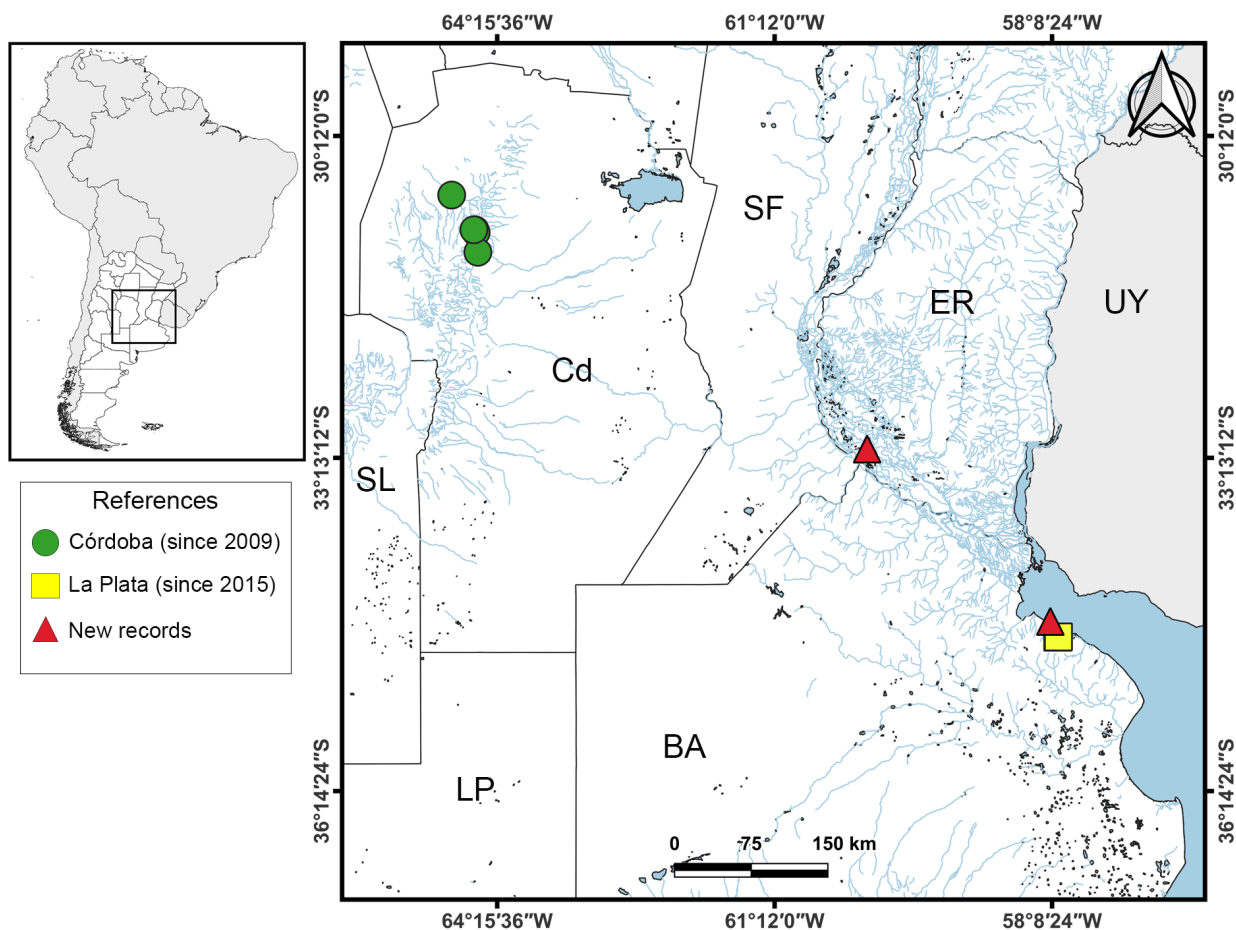 64°15′36″W 61°12′0″W 58°8′24″W
30°12′0″S 30°12′0″S
SF
ER UY
Cd
33°13′12″S 33°13′12″S
SL
References
Córdoba (since 2009)
La Plata (since 2015)
New records
BA
LP
36°14′24″S 36°14′24″S
0 75 150 km
64°15′36″W 61°12′0″W 58°8′24″W